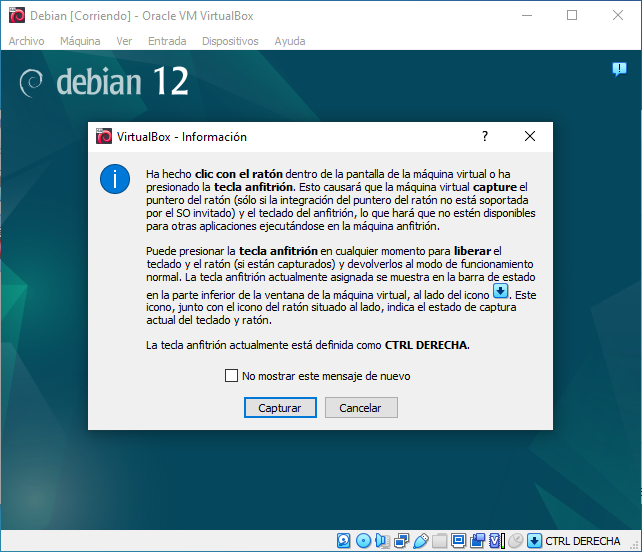 Debian [Corriendo] - Oracle VM VirtualBox
Archivo Máquina Ver Entrada Dispositivos Ayuda
debian 12
VirtualBox - Información
Ha hecho clic con el ratón dentro de la pantalla de la máquina virtual o ha
presionado la tecla anfitrión. Esto causará que la máquina virtual capture el
puntero del ratón (sólo si la integración del puntero del ratón no está soportada
por el SO invitado) y el teclado del anfitrión, lo que hará que no estén disponibles
para otras aplicaciones ejecutándose en la máquina anfitrión.
Puede presionar la tecla anfitrión en cualquier momento para liberar el
teclado y el ratón (si están capturados) y devolverlos al modo de funcionamiento
normal. La tecla anfitrión actualmente asignada se muestra en la barra de estado
en la parte inferior de la ventana de la máquina virtual, al lado del icono . Este
icono, junto con el icono del ratón situado al lado, indica el estado de captura
actual del teclado y ratón.
La tecla anfitrión actualmente está definida como CTRL DERECHA.
No mostrar este mensaje de nuevo
Capturar Cancelar
CTRL DERECHA